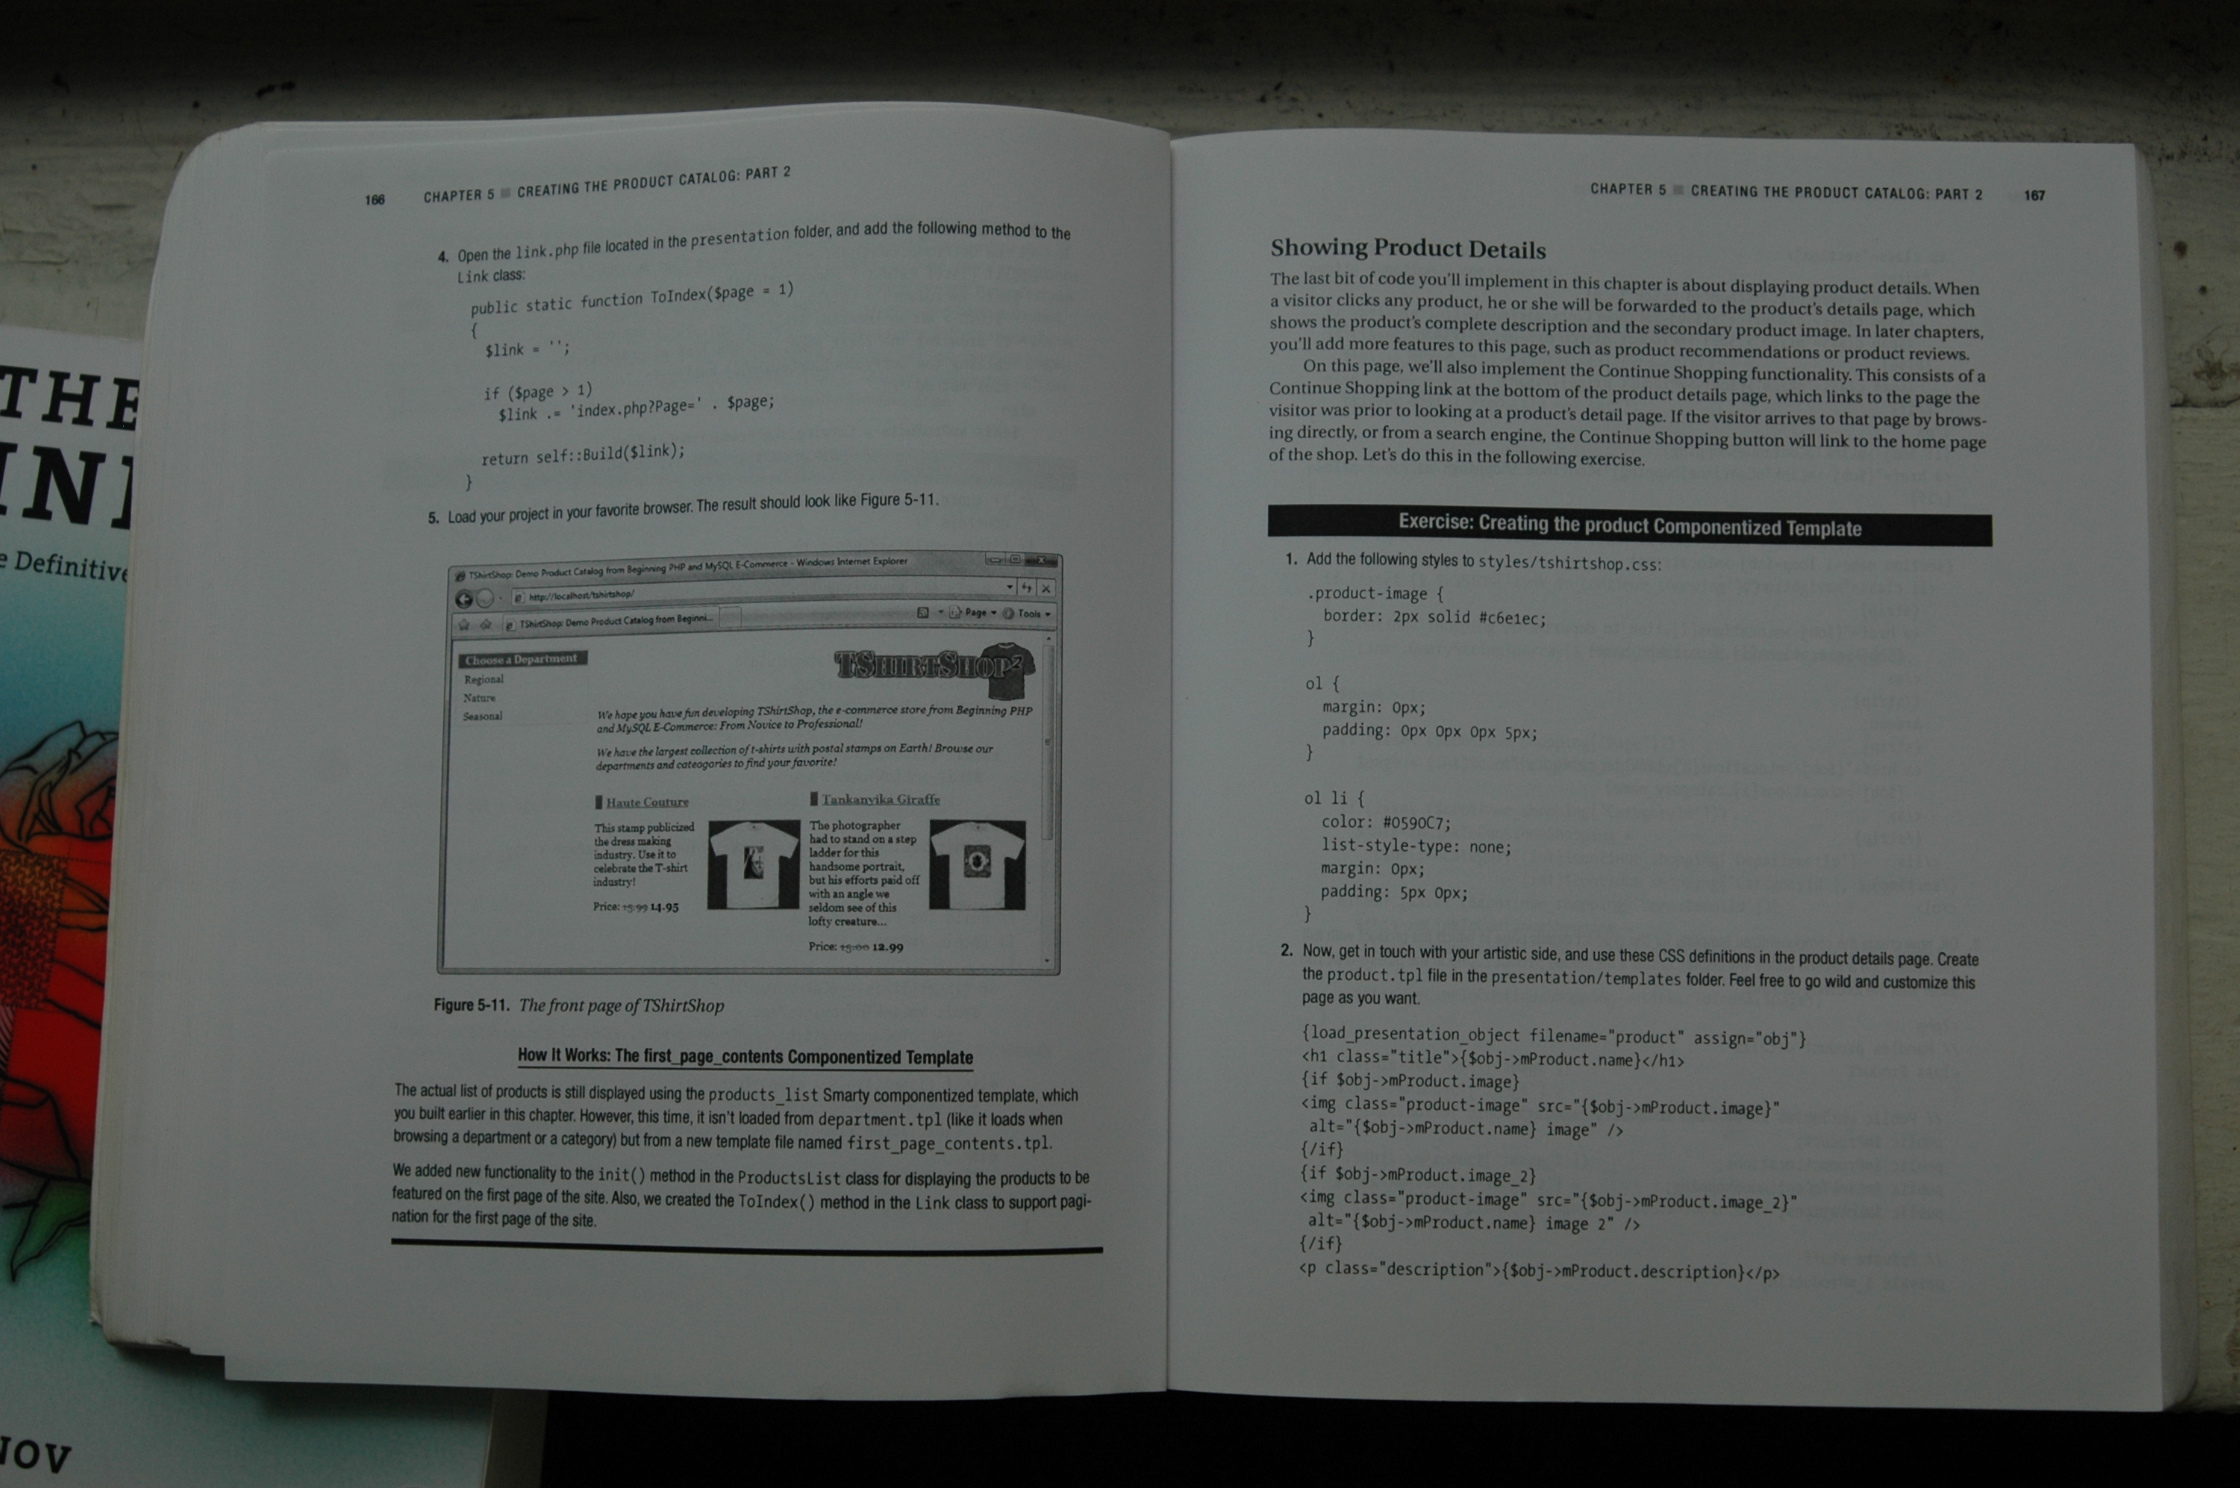 THE
INI
e Definitive
NOV
166 CHAPTER 5 ■ CREATING THE PRODUCT CATALOG: PART 2
4. Open the link.php file located in the presentation folder, and add the following method to the
Link class:
public static function ToIndex($page = 1)
{
$link = '';
if ($page > 1)
$link .= 'index.php?Page=' . $page;
return self::Build($link);
}
5. Load your project in your favorite browser. The result should look like Figure 5-11.
TShirtShop: Demo Product Catalog from Beginning PHP and MySQL E-Commerce - Windows Internet Explorer
http://localhost/tshirtshop/
TShirtShop: Demo Product Catalog from Beginni... Page Tools
Choose a Department
Regional
Nature
Seasonal
TSHIRTSHOP²
We hope you have fun developing TShirtShop, the e-commerce store from Beginning PHP
and MySQL E-Commerce: From Novice to Professional!
We have the largest collection of t-shirts with postal stamps on Earth! Browse our
departments and cateogories to find your favorite!
Haute Couture
This stamp publicized
the dress making
industry. Use it to
celebrate the T-shirt
industry!
Price: 15.99 14.95
Tankanyika Giraffe
The photographer
had to stand on a step
ladder for this
handsome portrait,
but his efforts paid off
with an angle we
seldom see of this
lofty creature...
Price: 15.00 12.99
Figure 5-11. The front page of TShirtShop
How It Works: The first_page_contents Componentized Template
The actual list of products is still displayed using the products_list Smarty componentized template, which
you built earlier in this chapter. However, this time, it isn't loaded from department.tpl (like it loads when
browsing a department or a category) but from a new template file named first_page_contents.tpl.
We added new functionality to the init() method in the ProductsList class for displaying the products to be
featured on the first page of the site. Also, we created the ToIndex() method in the Link class to support pagi-
nation for the first page of the site.
CHAPTER 5 ■ CREATING THE PRODUCT CATALOG: PART 2 167
Showing Product Details
The last bit of code you'll implement in this chapter is about displaying product details. When
a visitor clicks any product, he or she will be forwarded to the product's details page, which
shows the product's complete description and the secondary product image. In later chapters,
you'll add more features to this page, such as product recommendations or product reviews.
On this page, we'll also implement the Continue Shopping functionality. This consists of a
Continue Shopping link at the bottom of the product details page, which links to the page the
visitor was prior to looking at a product's detail page. If the visitor arrives to that page by brows-
ing directly, or from a search engine, the Continue Shopping button will link to the home page
of the shop. Let's do this in the following exercise.
Exercise: Creating the product Componentized Template
1. Add the following styles to styles/tshirtshop.css:
.product-image {
border: 2px solid #c6e1ec;
}
ol {
margin: 0px;
padding: 0px 0px 0px 5px;
}
ol li {
color: #0590C7;
list-style-type: none;
margin: 0px;
padding: 5px 0px;
}
2. Now, get in touch with your artistic side, and use these CSS definitions in the product details page. Create
the product.tpl file in the presentation/templates folder. Feel free to go wild and customize this
page as you want.
{load_presentation_object filename="product" assign="obj"}
<h1 class="title">{$obj->mProduct.name}</h1>
{if $obj->mProduct.image}
<img class="product-image" src="{$obj->mProduct.image}"
alt="{$obj->mProduct.name} image" />
{/if}
{if $obj->mProduct.image_2}
<img class="product-image" src="{$obj->mProduct.image_2}"
alt="{$obj->mProduct.name} image 2" />
{/if}
<p class="description">{$obj->mProduct.description}</p>